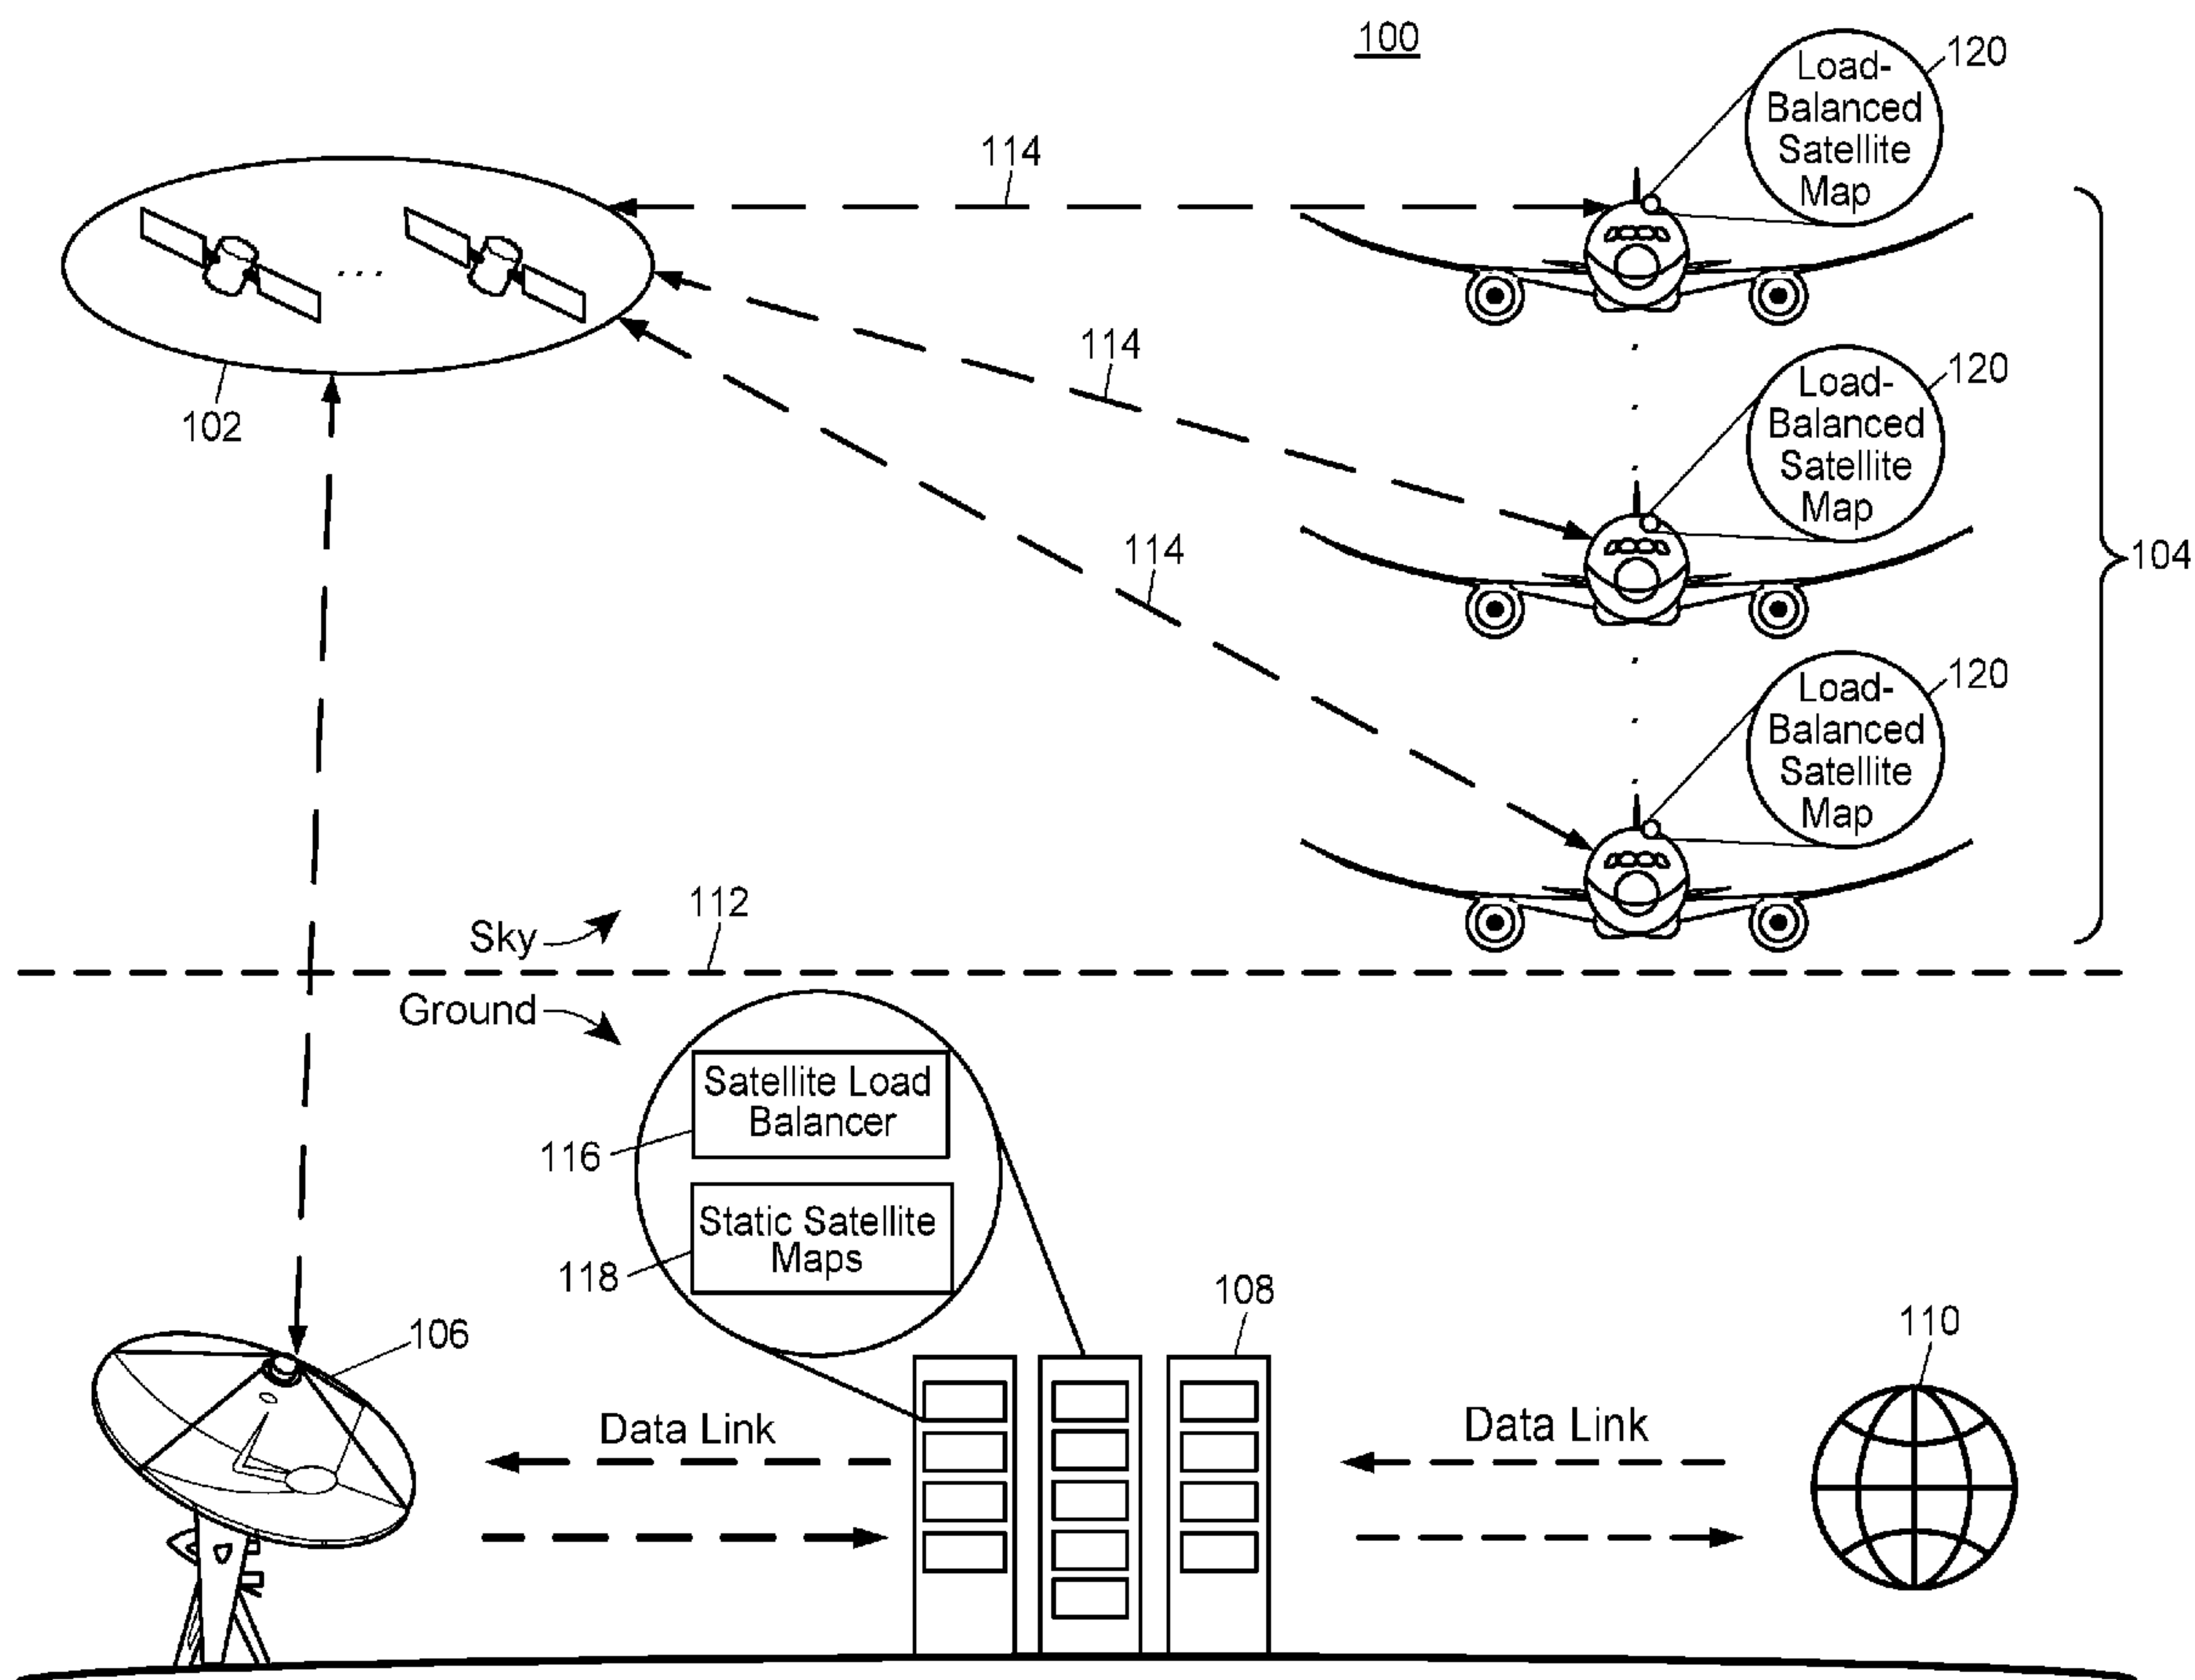 100
120
Load-
Balanced
Satellite
Map
114
102
114
120
Load-
Balanced
Satellite
Map
114
104
120
Load-
Balanced
Satellite
Map
Sky
112
Ground
Satellite Load
Balancer
116
Static Satellite
Maps
118
108
106
110
Data Link
Data Link